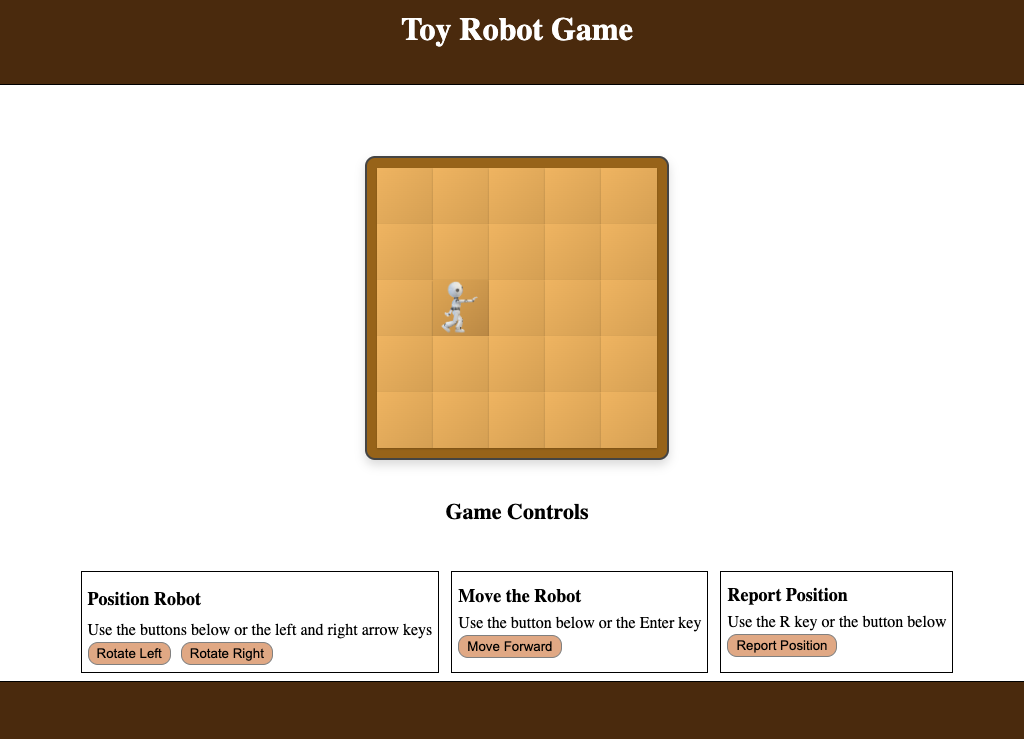 Toy Robot Game
Game Controls
Position Robot
Use the buttons below or the left and right arrow keys
Rotate Left
Rotate Right
Move the Robot
Use the button below or the Enter key
Move Forward
Report Position
Use the R key or the button below
Report Position